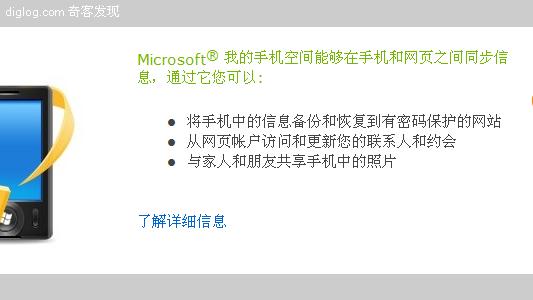 diglog.com 奇客发现
Microsoft® 我的手机空间能够在手机和网页之间同步信
息，通过它您可以:
● 将手机中的信息备份和恢复到有密码保护的网站
● 从网页帐户访问和更新您的联系人和约会
● 与家人和朋友共享手机中的照片
了解详细信息